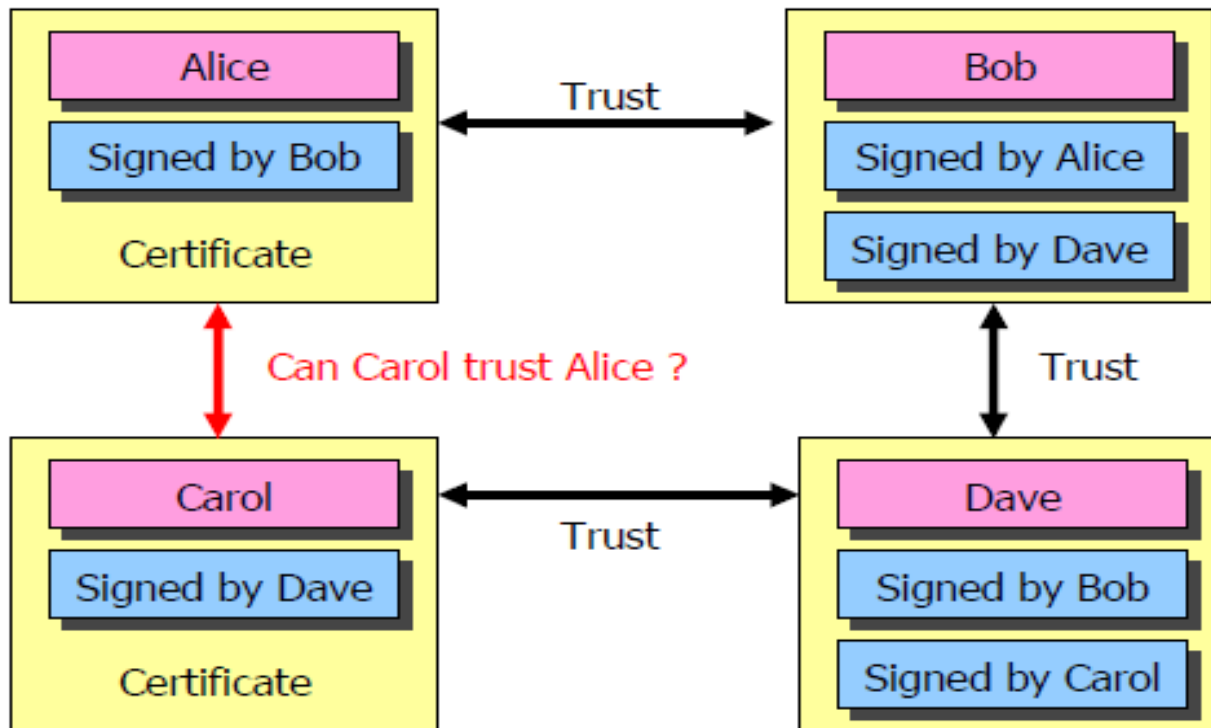 Alice
Signed by Bob
Certificate
Trust
Bob
Signed by Alice
Signed by Dave
Can Carol trust Alice ?
Trust
Carol
Signed by Dave
Certificate
Trust
Dave
Signed by Bob
Signed by Carol